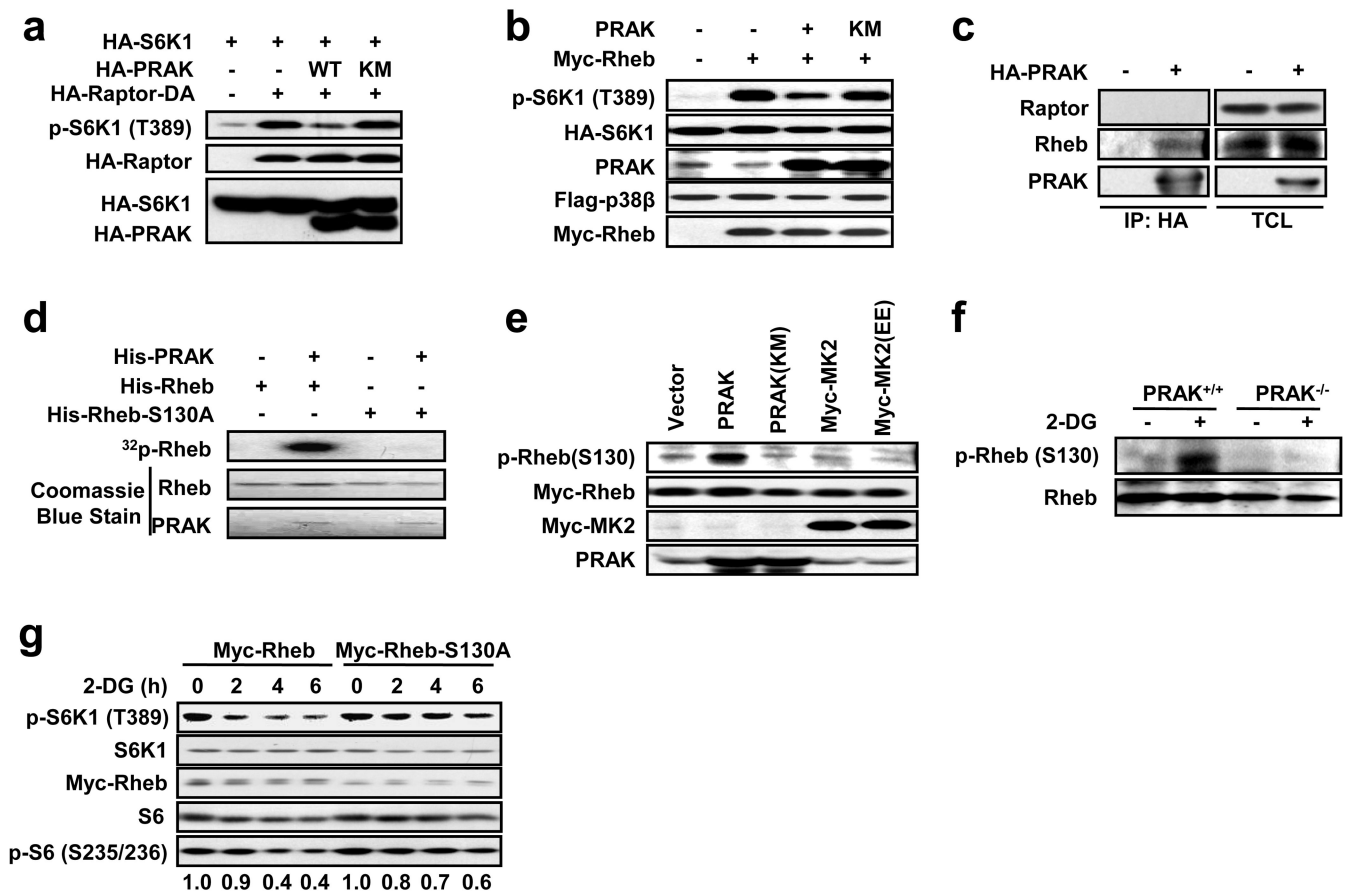 a
HA-S6K1 + + + +
HA-PRAK - - WT KM
HA-Raptor-DA - + + +
p-S6K1 (T389)
HA-Raptor
HA-S6K1
HA-PRAK
b
PRAK - - + KM
Myc-Rheb - + + +
p-S6K1 (T389)
HA-S6K1
PRAK
Flag-p38β
Myc-Rheb
c
HA-PRAK - + - +
Raptor
Rheb
PRAK
IP: HA TCL
d
His-PRAK - + - +
His-Rheb + + - -
His-Rheb-S130A - - + +
³²p-Rheb
Coomassie Blue Stain
Rheb
PRAK
e
Vector PRAK PRAK(KM) Myc-MK2 Myc-MK2(EE)
p-Rheb(S130)
Myc-Rheb
Myc-MK2
PRAK
f
PRAK+/+ PRAK-/-
2-DG - + - +
p-Rheb (S130)
Rheb
g
Myc-Rheb Myc-Rheb-S130A
2-DG (h) 0 2 4 6 0 2 4 6
p-S6K1 (T389)
S6K1
Myc-Rheb
S6
p-S6 (S235/236)
1.0 0.9 0.4 0.4 1.0 0.8 0.7 0.6